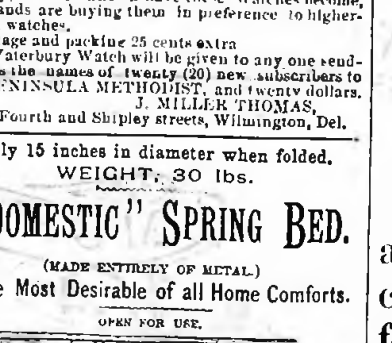 ands are buying them in preference to higher-
watches.
age and packing 25 cents extra
Waterbury Watch will be given to any one send-
s the names of twenty (20) new subscribers to
ENINSULA METHODIST, and twenty dollars.
J. MILLER THOMAS,
Fourth and Shipley streets, Wilmington, Del.
ly 15 inches in diameter when folded.
WEIGHT, 30 lbs.
DOMESTIC" SPRING BED.
(MADE ENTIRELY OF METAL.)
e Most Desirable of all Home Comforts.
OPEN FOR USE.
a
c
f